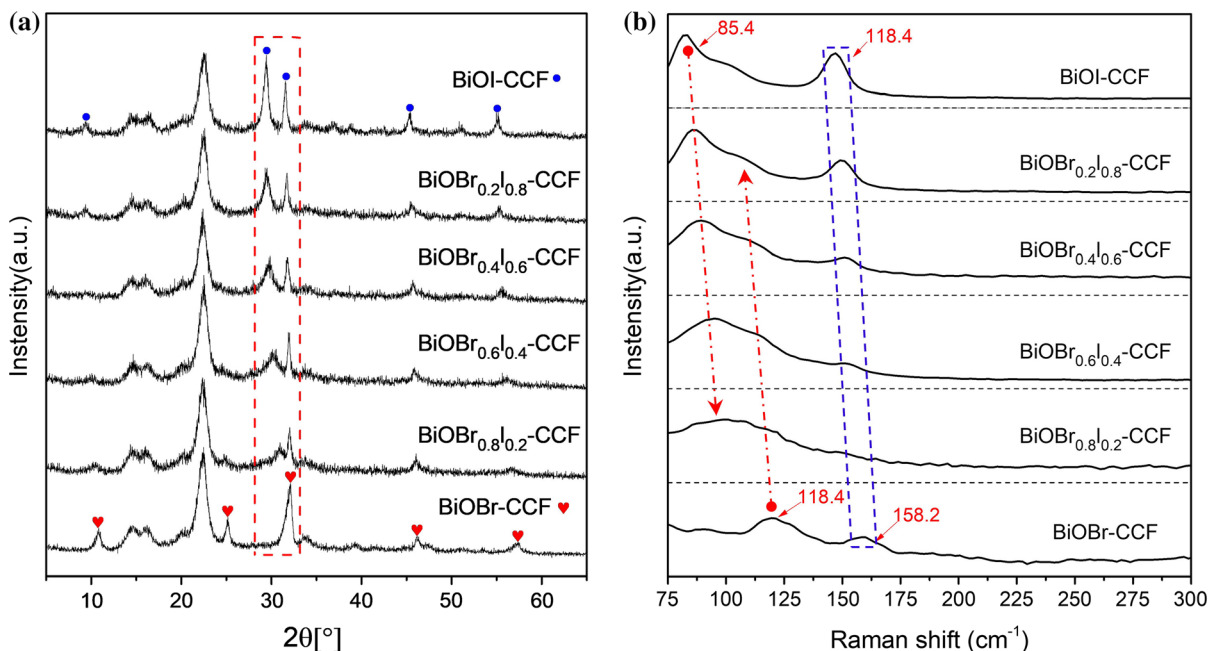 (a)
BiOI-CCF
BiOBr0.2I0.8-CCF
BiOBr0.4I0.6-CCF
BiOBr0.6I0.4-CCF
BiOBr0.8I0.2-CCF
BiOBr-CCF ♥
Instensity(a.u.)
10 20 30 40 50 60
2θ[°]
(b)
85.4
118.4
BiOI-CCF
BiOBr0.2I0.8-CCF
BiOBr0.4I0.6-CCF
BiOBr0.6I0.4-CCF
BiOBr0.8I0.2-CCF
118.4
158.2
BiOBr-CCF
Instensity(a.u.)
75 100 125 150 175 200 225 250 275 300
Raman shift (cm-1)